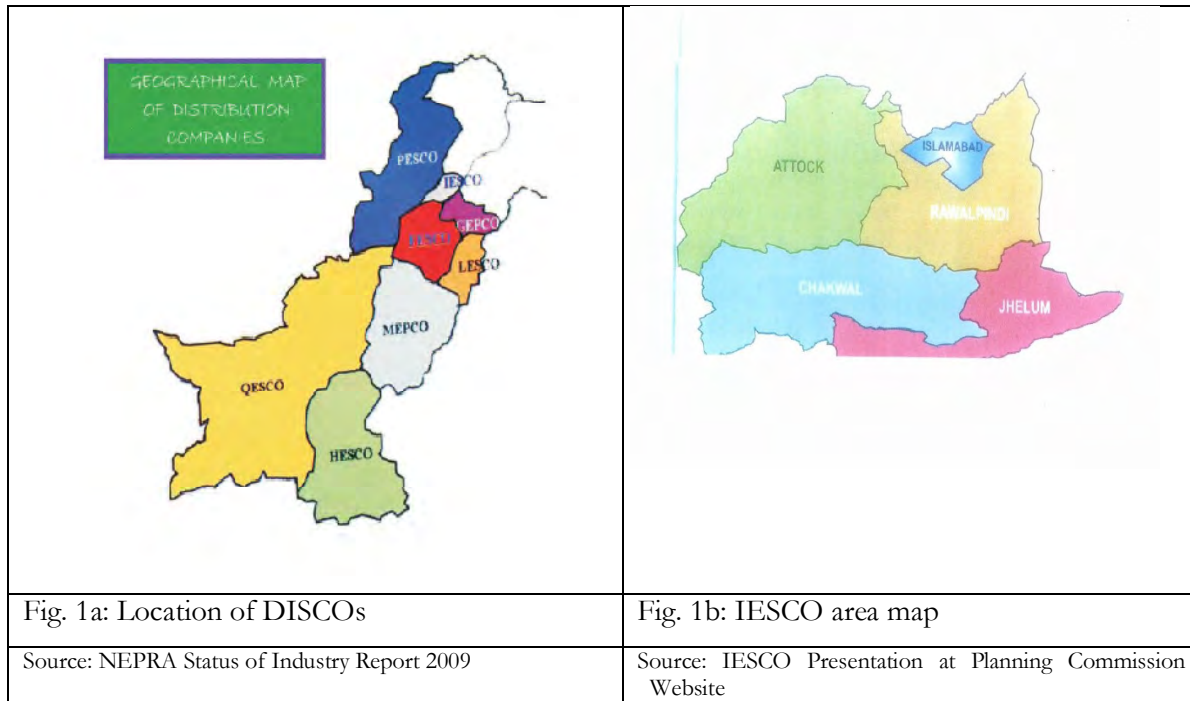 GEOGRAPHICAL MAP
OF DISTRIBUTION
COMPANIES
PESCO
IESCO
GEPCO
FESCO
LESCO
MEPCO
QESCO
HESCO
ISLAMABAD
ATTOCK
RAWALPINDI
CHAKWAL
JHELUM
Fig. 1a: Location of DISCOs
Fig. 1b: IESCO area map
Source: NEPRA Status of Industry Report 2009
Source: IESCO Presentation at Planning Commission
Website